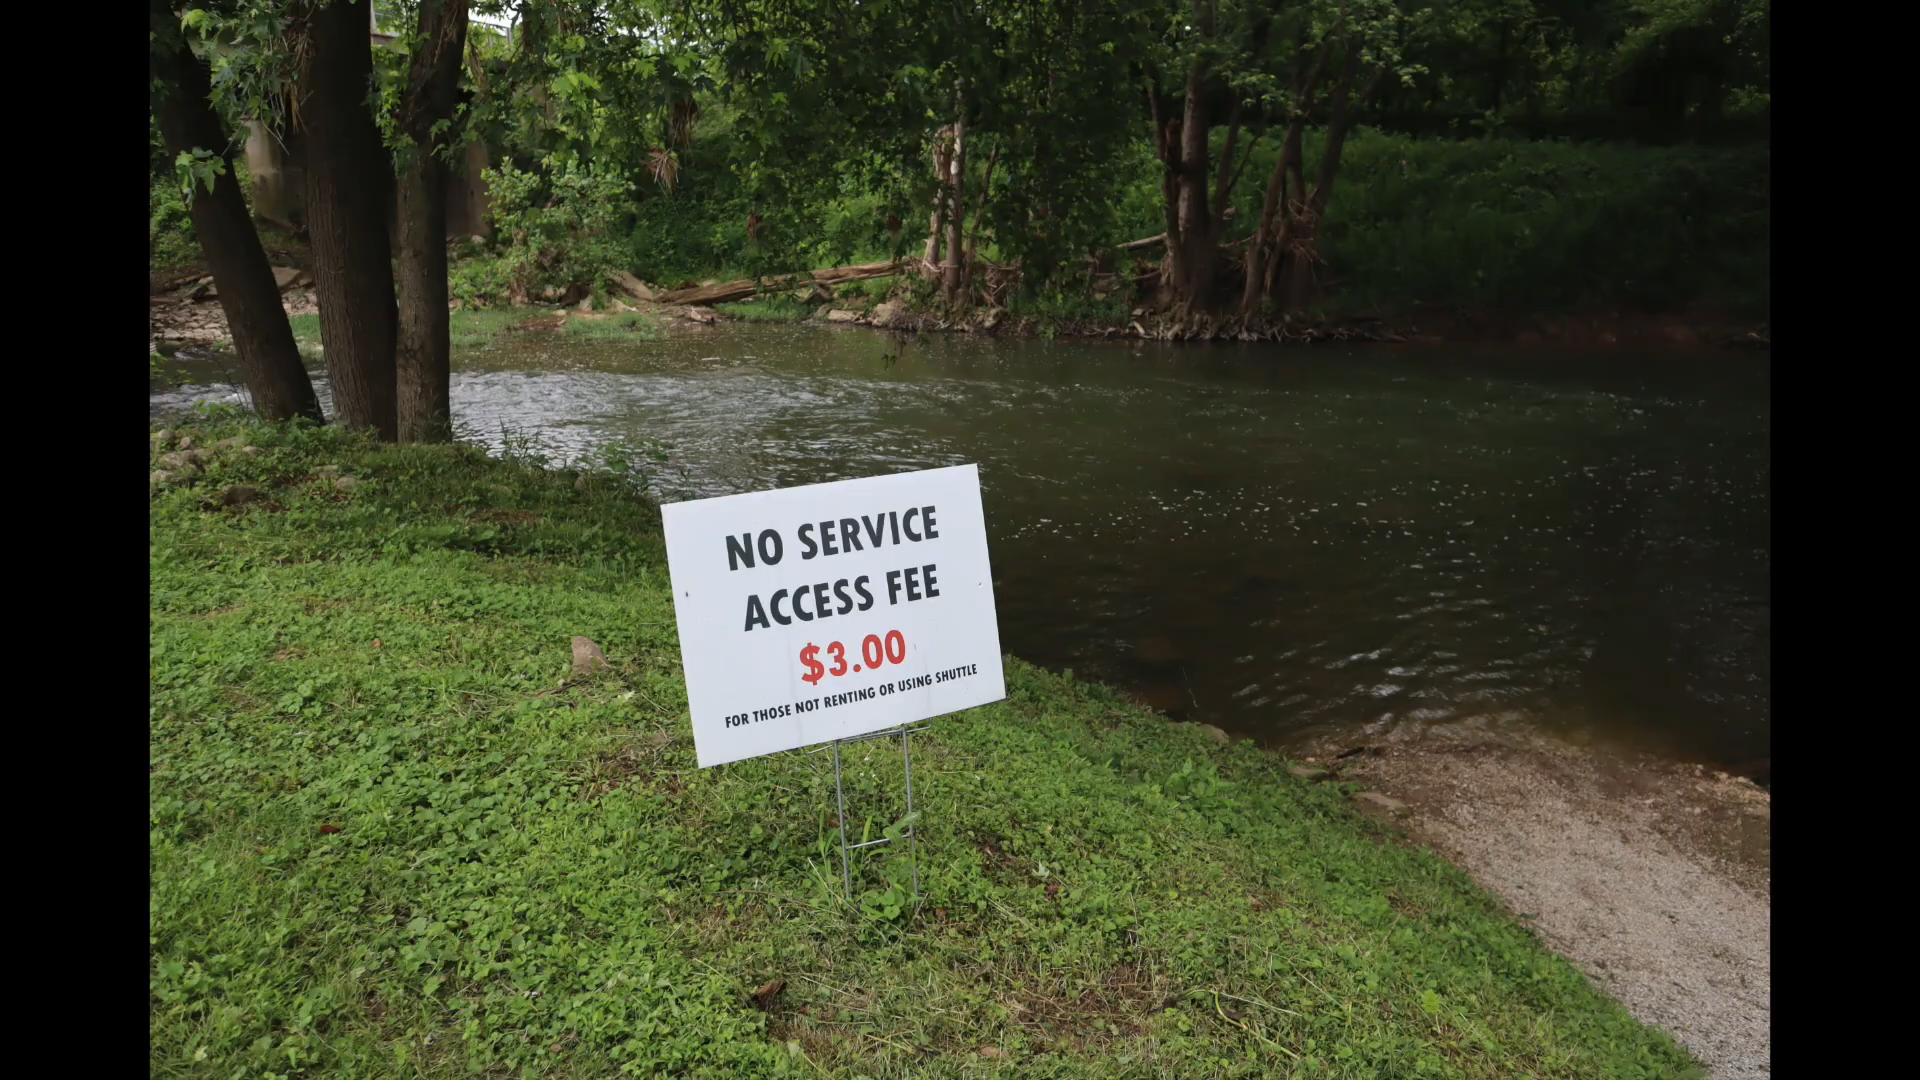 NO SERVICE
ACCESS FEE
$3.00
FOR THOSE NOT RENTING OR USING SHUTTLE